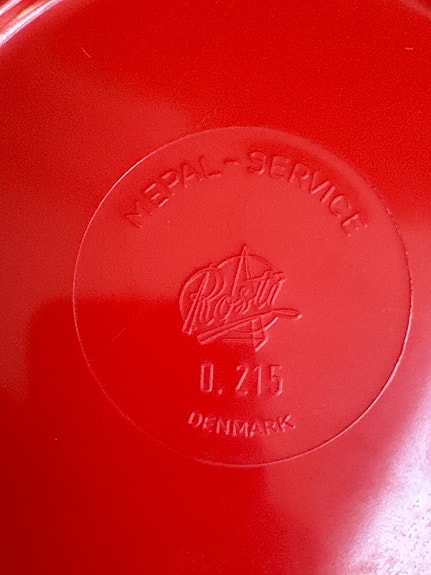 MEPAL-SERVICE
Rosti
0.215
DENMARK